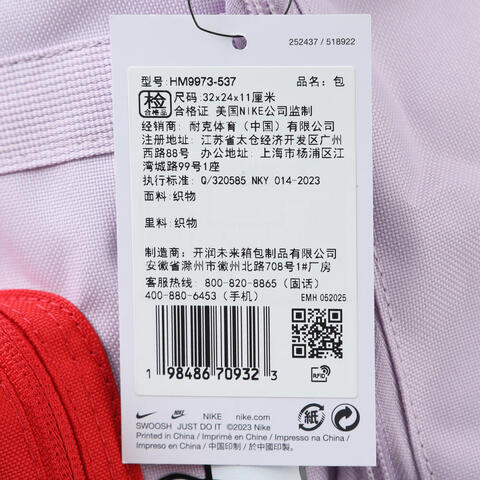 252437 / 518922
型号: HM9973-537 品名: 包
检 合格品 尺码: 32×24×11厘米
合格证 美国NIKE公司监制
经销商: 耐克体育（中国）有限公司
注册地址: 江苏省太仓经济开发区广州
西路88号 办公地址: 上海市杨浦区江
湾城路99号1座
执行标准: Q/320585 NKY 014-2023
面料: 织物
里料: 织物
制造商: 开润未来箱包制品有限公司
安徽省滁州市徽州北路708号1#厂房
客服热线: 800-820-8865（固话）
400-880-6453（手机） EMH 052025
1 98486 70932 3
RFID
NIKE nike.com
SWOOSH JUST DO IT ©2023 Nike
Printed in China / Imprimé en Chine / Impresso na China /
Impreso en China / Stampato in Cina / 中国印刷 / 於中國印製。
紙